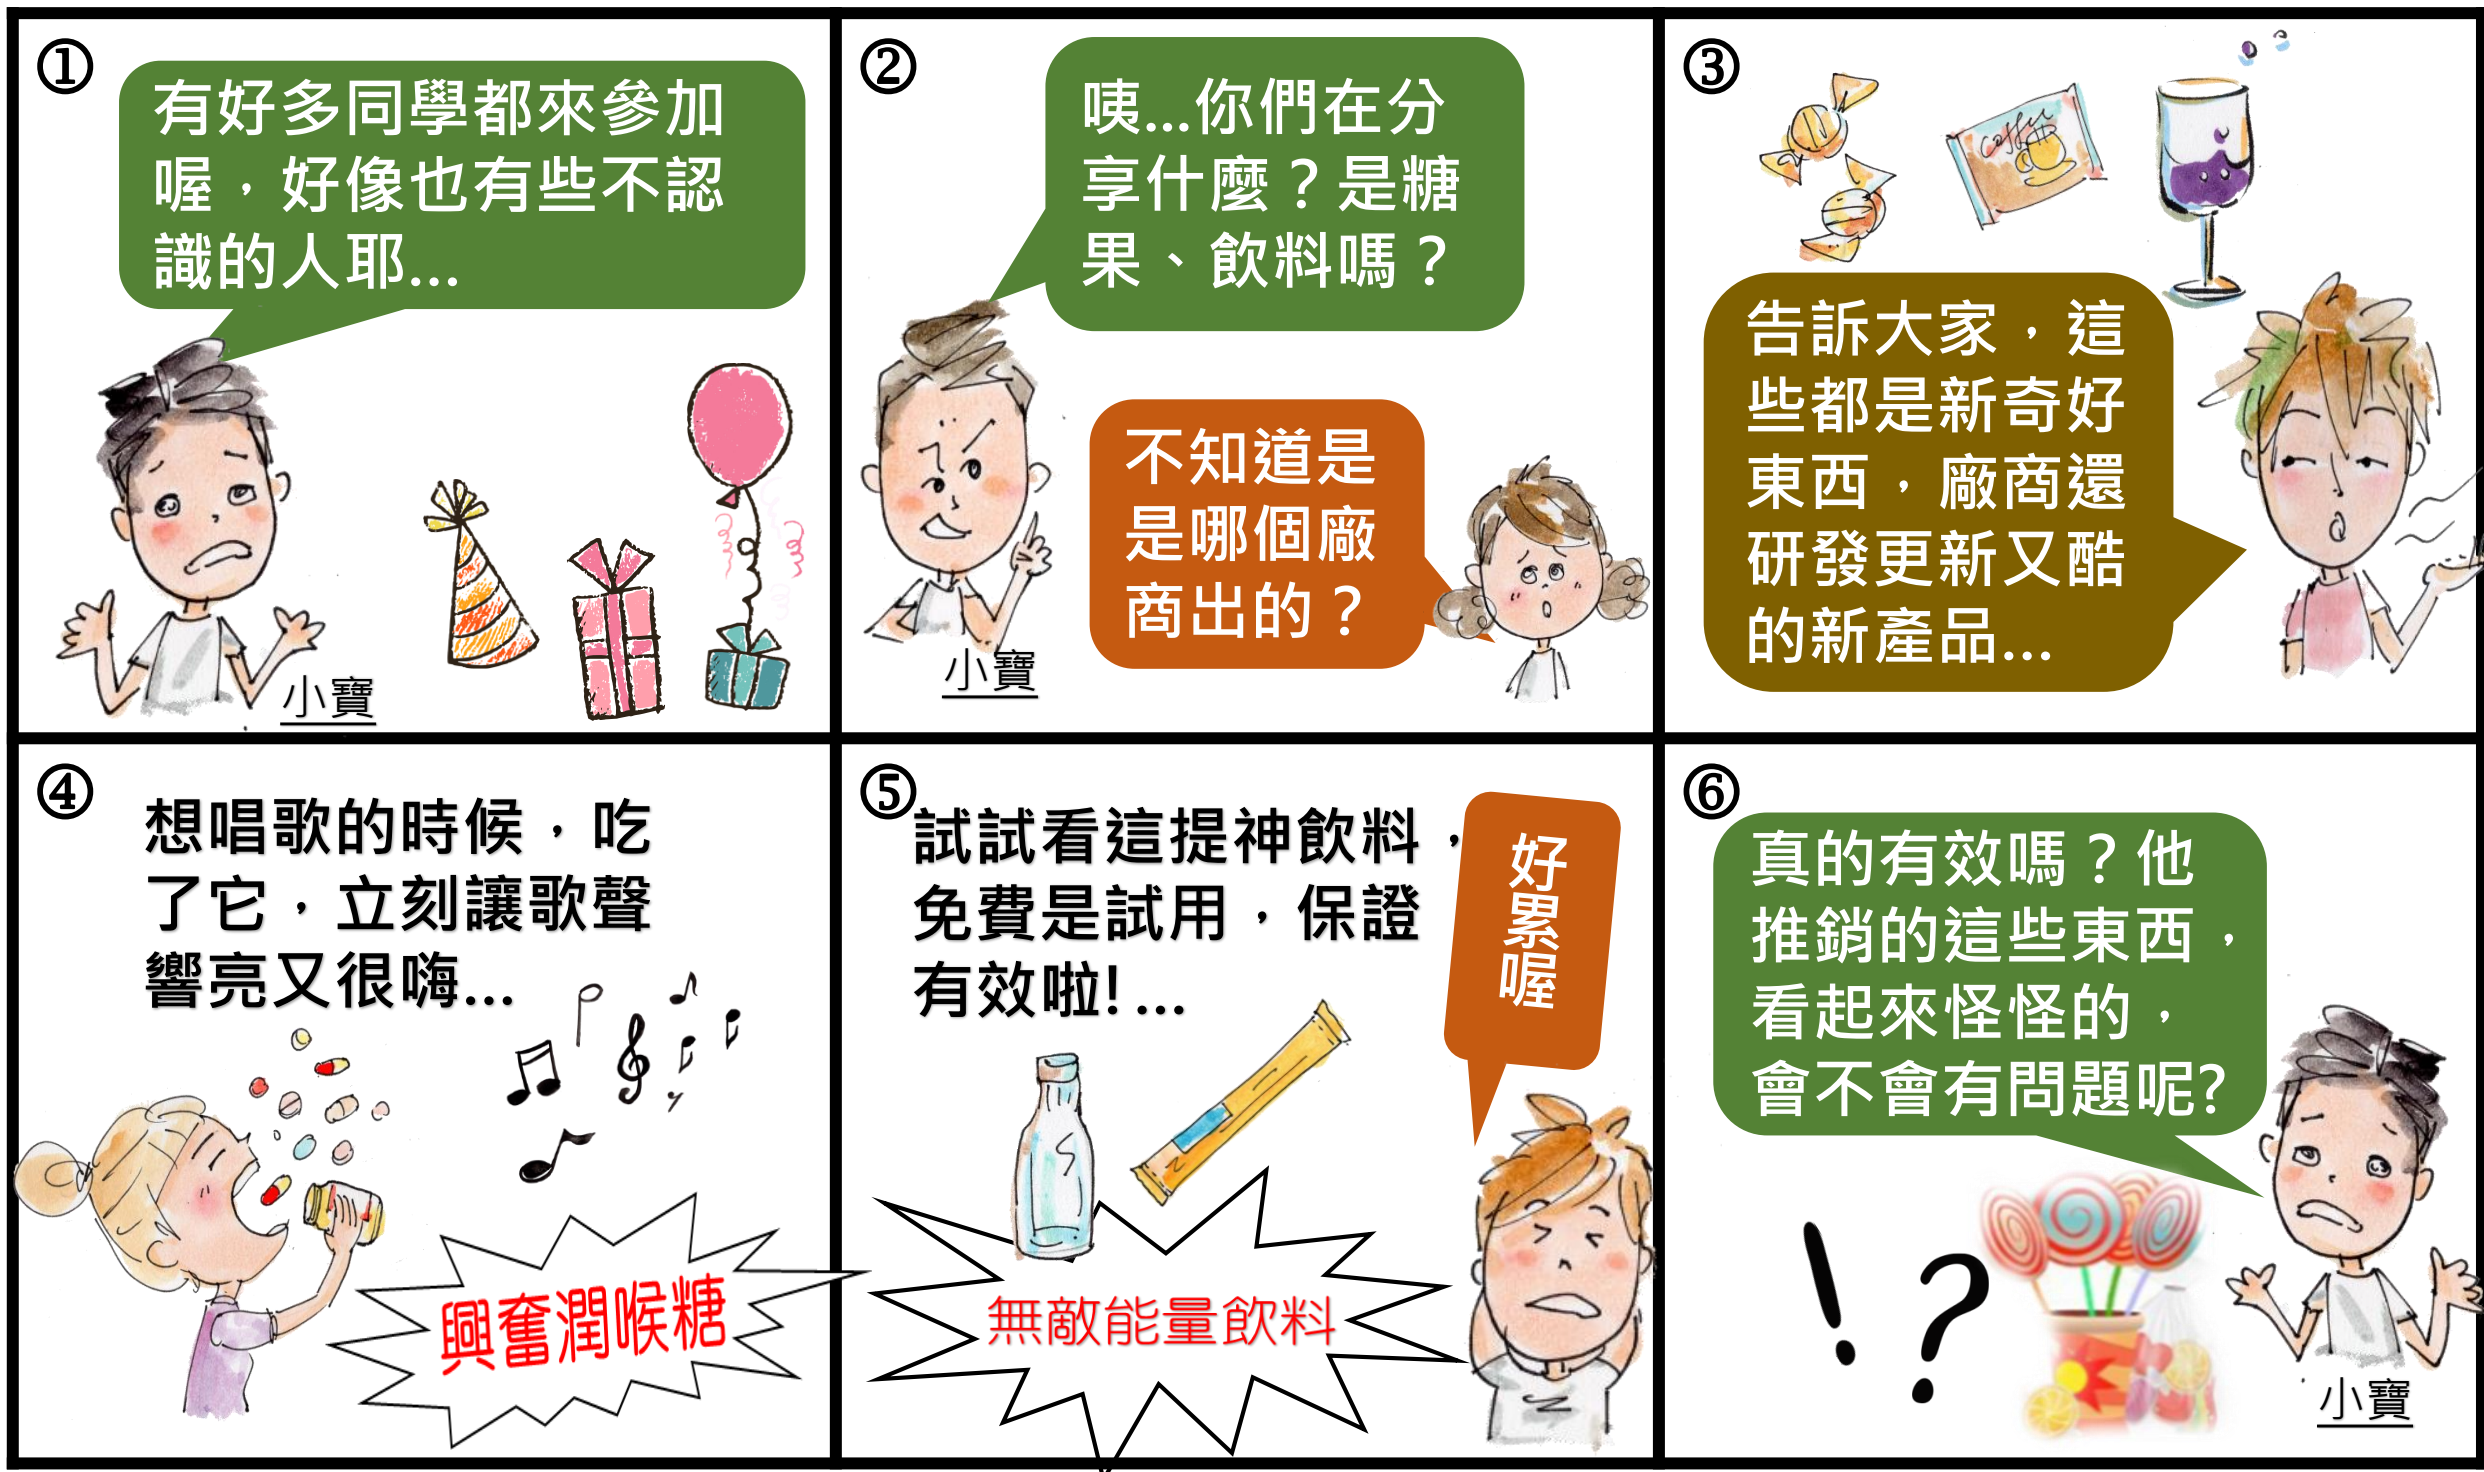 ①
有好多同學都來參加
喔，好像也有些不認
識的人耶...
小寶
②
咦...你們在分
享什麼？是糖
果、飲料嗎？
不知道是
是哪個廠
商出的？
小寶
③
coffee
告訴大家，這
些都是新奇好
東西，廠商還
研發更新又酷
的新產品...
④
想唱歌的時候，吃
了它，立刻讓歌聲
響亮又很嗨...
興奮潤喉糖
⑤
試試看這提神飲料，
免費是試用，保證
有效啦!...
好累喔
無敵能量飲料
⑥
真的有效嗎？他
推銷的這些東西，
看起來怪怪的，
會不會有問題呢?
!?
小寶